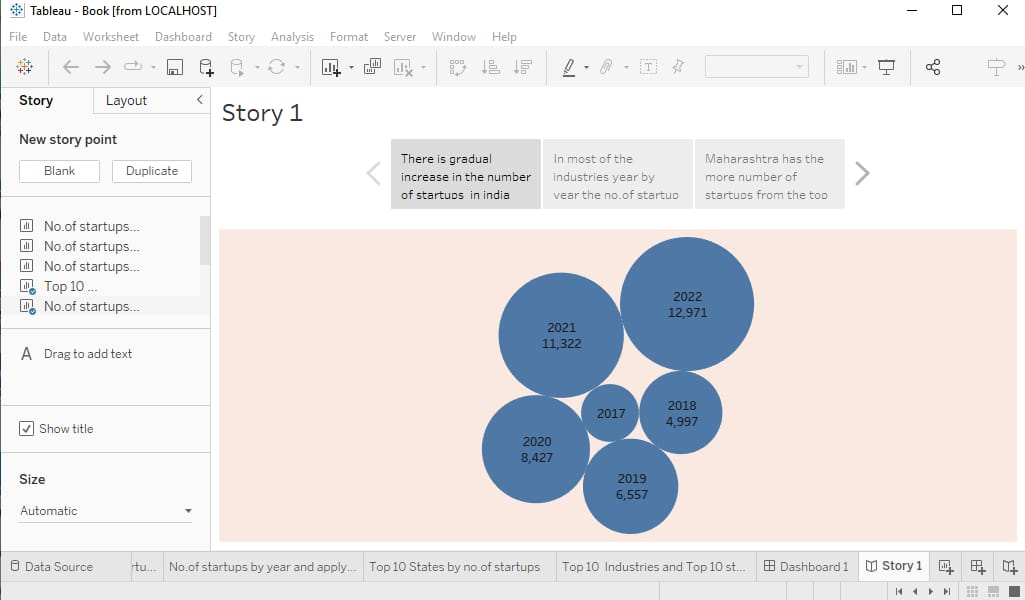 Tableau - Book [from LOCALHOST]
File Data Worksheet Dashboard Story Analysis Format Server Window Help
Story
Layout
New story point
Blank
Duplicate
No.of startups...
No.of startups...
No.of startups...
Top 10 ...
No.of startups...
A Drag to add text
Show title
Size
Automatic
Story 1
There is gradual
increase in the number
of startups in india
In most of the
industries year by
year the no.of startup
Maharashtra has the
more number of
startups from the top
2022
12,971
2021
11,322
2017
2018
4,997
2020
8,427
2019
6,557
Data Source
rtu...
No.of startups by year and apply...
Top 10 States by no.of startups
Top 10 Industries and Top 10 st...
Dashboard 1
Story 1